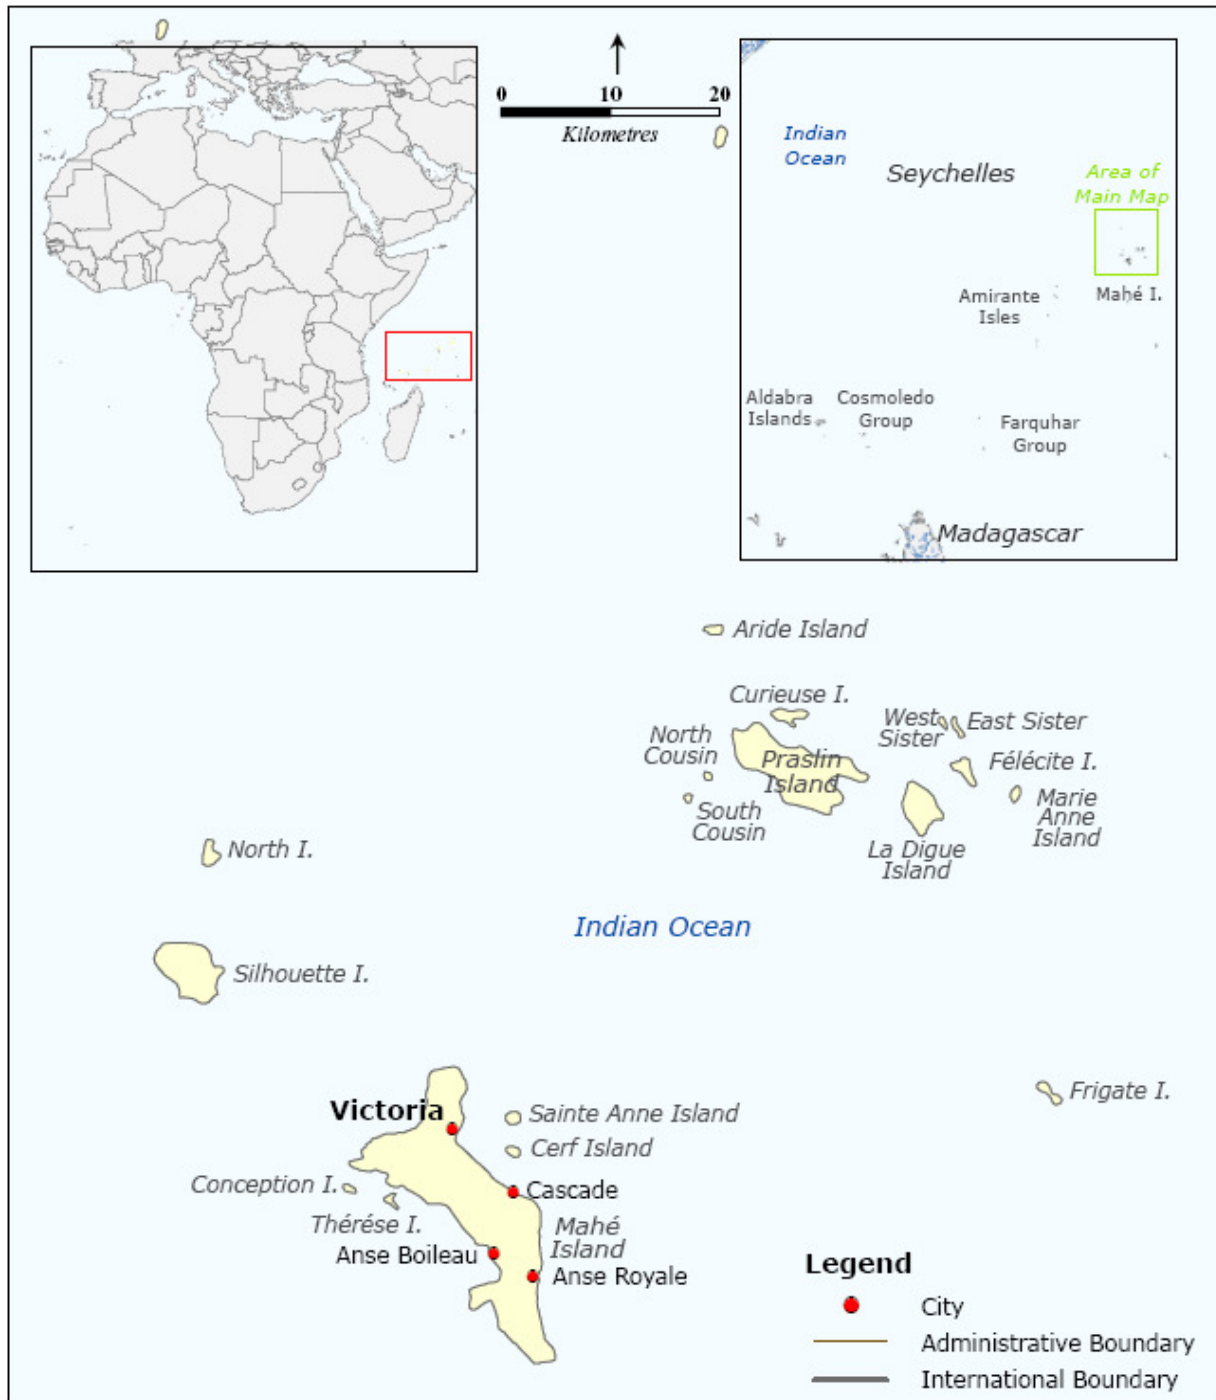 0 10 20
Kilometres
Indian
Ocean
Seychelles
Area of
Main Map
Amirante
Isles
Mahé I.
Aldabra
Islands
Cosmoledo
Group
Farquhar
Group
Madagascar
Aride Island
Curieuse I.
North
Cousin
Praslin
Island
West
Sister
East Sister
Félécite I.
South
Cousin
Marie
Anne
Island
La Digue
Island
North I.
Indian Ocean
Silhouette I.
Frigate I.
Victoria
Sainte Anne Island
Cerf Island
Conception I.
Cascade
Thérése I.
Mahé
Island
Anse Boileau
Anse Royale
Legend
City
Administrative Boundary
International Boundary